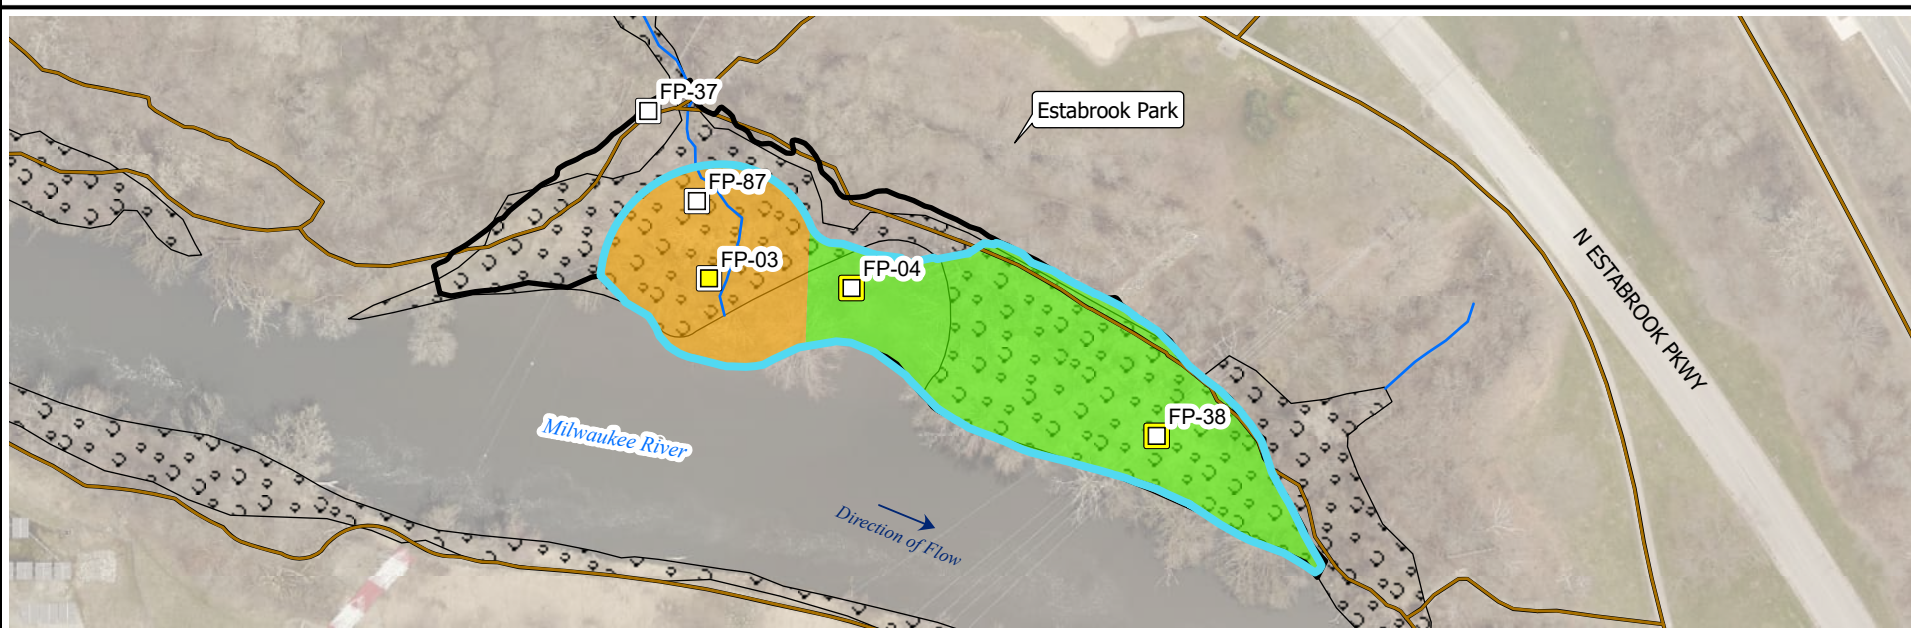 FP-37
Estabrook Park
FP-87
FP-03
FP-04
N ESTABROOK PKWY
FP-38
Milwaukee River
Direction of Flow